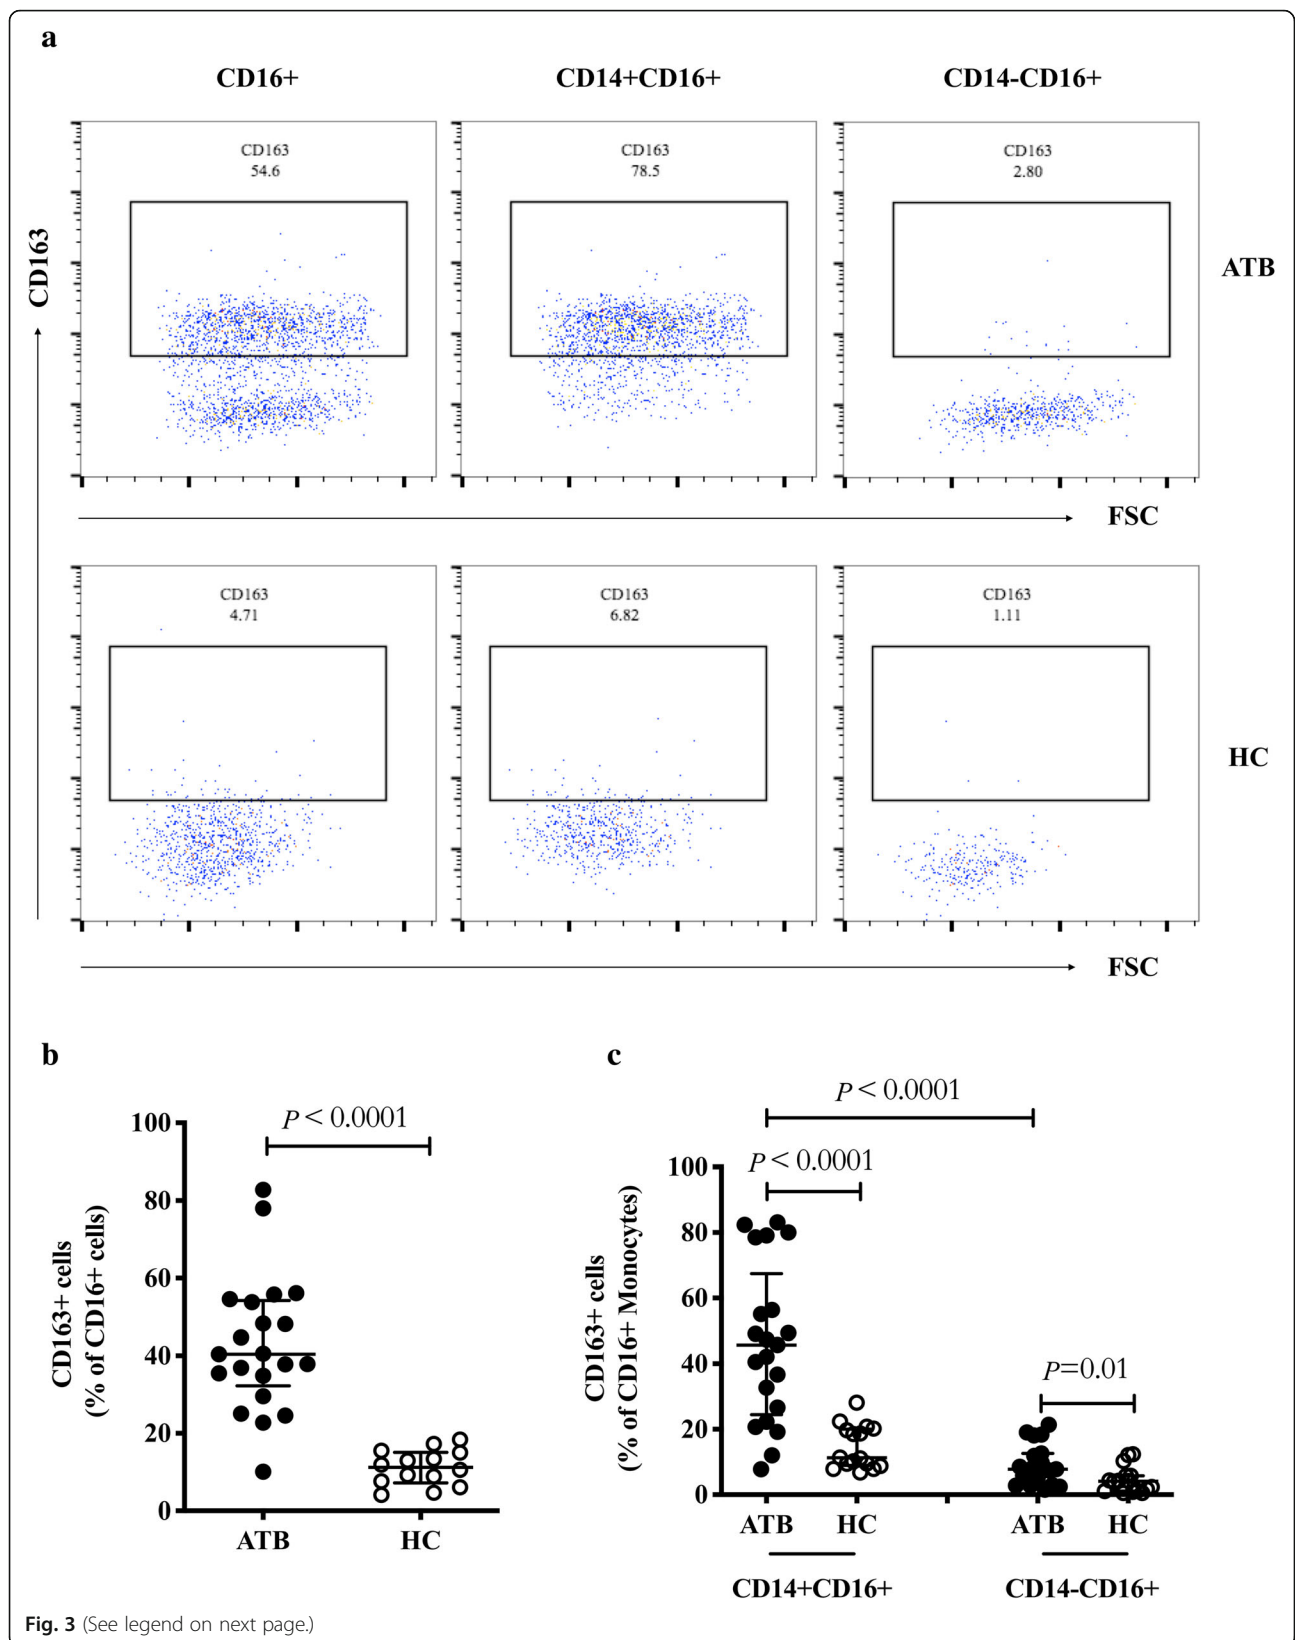 a
CD16+
CD14+CD16+
CD14-CD16+
CD163
54.6
CD163
78.5
CD163
2.80
CD163
ATB
FSC
CD163
4.71
CD163
6.82
CD163
1.11
HC
FSC
b
P < 0.0001
100
80
60
40
20
0
CD163+ cells
(% of CD16+ cells)
ATB
HC
c
P < 0.0001
P < 0.0001
P=0.01
100
80
60
40
20
0
CD163+ cells
(% of CD16+ Monocytes)
ATB
HC
ATB
HC
CD14+CD16+
CD14-CD16+
Fig. 3 (See legend on next page.)